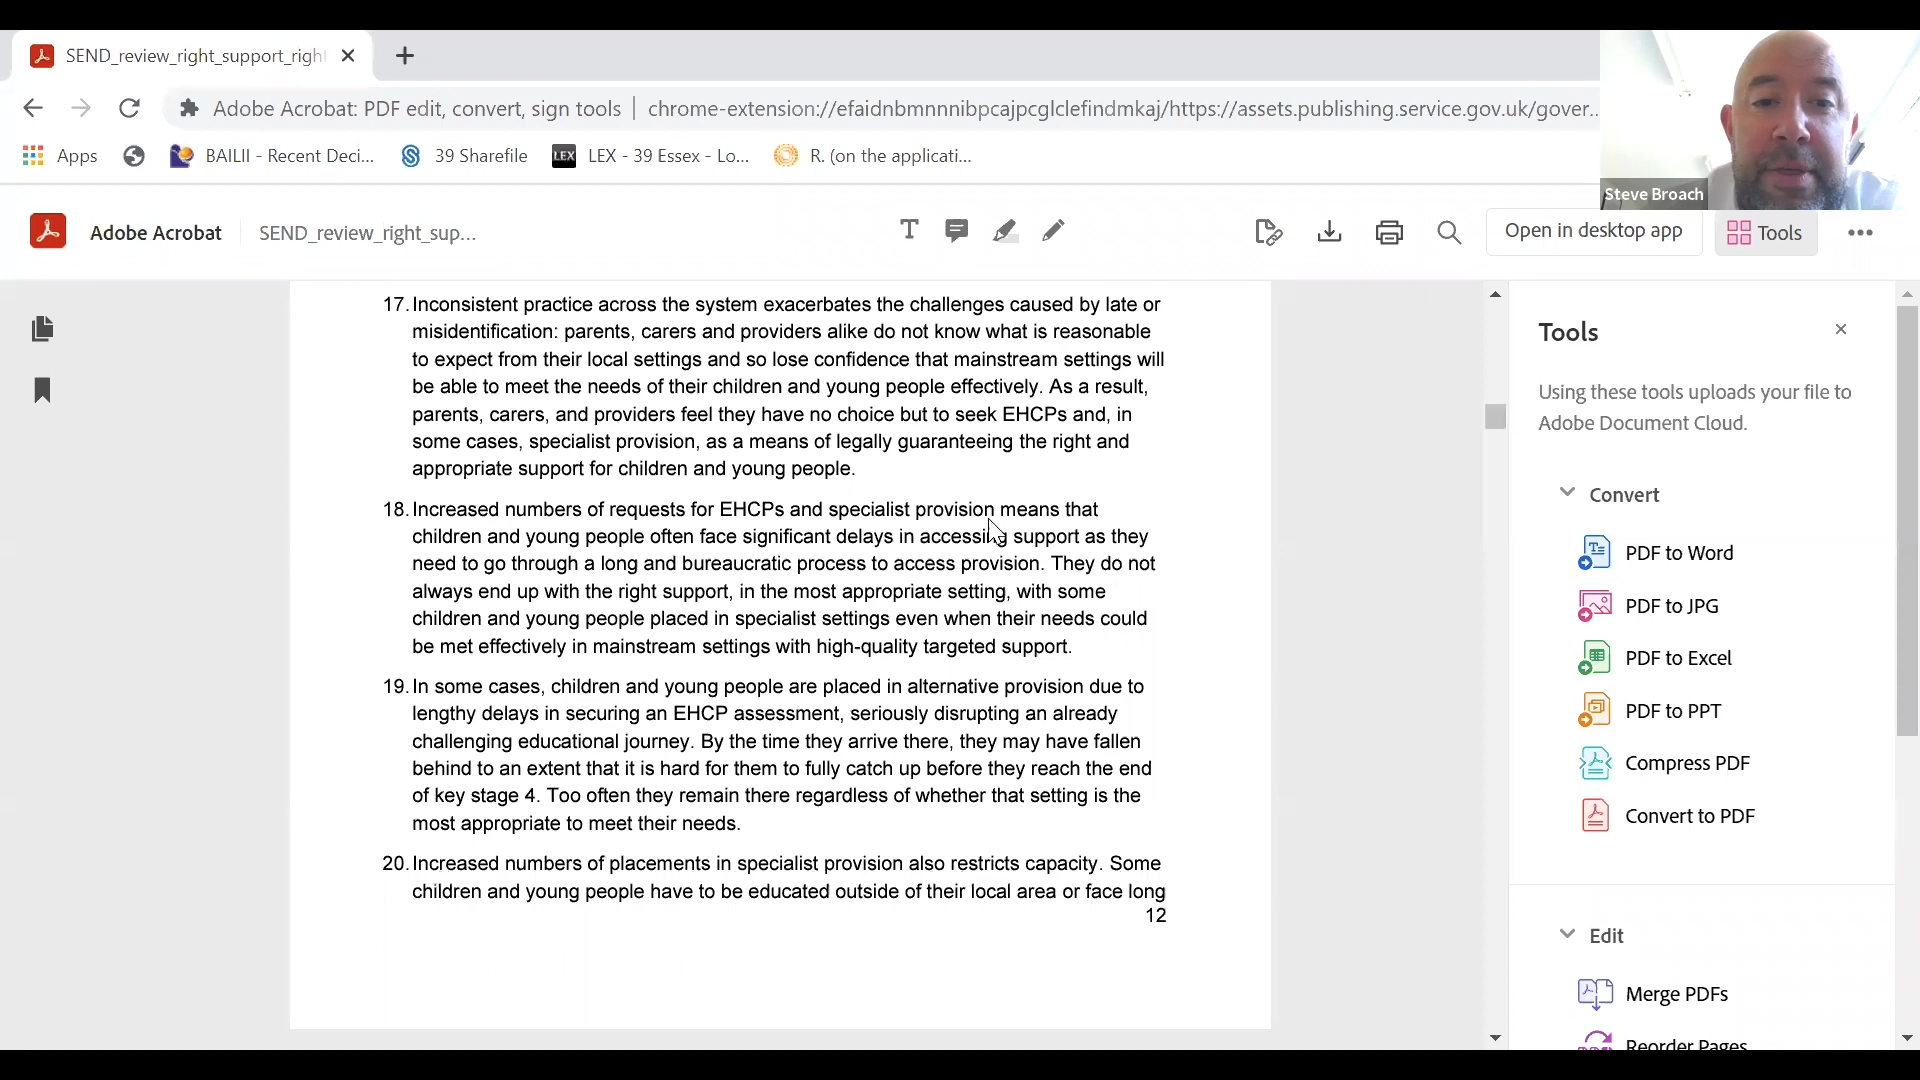 SEND_review_right_support_right
Adobe Acrobat: PDF edit, convert, sign tools | chrome-extension://efaidnbmnnnibpcajpcglclefindmkaj/https://assets.publishing.service.gov.uk/gover...
Apps
BAILII - Recent Deci...
39 Sharefile
LEX
LEX - 39 Essex - Lo...
R. (on the applicati...
Steve Broach
Adobe Acrobat
SEND_review_right_sup...
Open in desktop app
Tools
17. Inconsistent practice across the system exacerbates the challenges caused by late or
misidentification: parents, carers and providers alike do not know what is reasonable
to expect from their local settings and so lose confidence that mainstream settings will
be able to meet the needs of their children and young people effectively. As a result,
parents, carers, and providers feel they have no choice but to seek EHCPs and, in
some cases, specialist provision, as a means of legally guaranteeing the right and
appropriate support for children and young people.
18. Increased numbers of requests for EHCPs and specialist provision means that
children and young people often face significant delays in accessing support as they
need to go through a long and bureaucratic process to access provision. They do not
always end up with the right support, in the most appropriate setting, with some
children and young people placed in specialist settings even when their needs could
be met effectively in mainstream settings with high-quality targeted support.
19. In some cases, children and young people are placed in alternative provision due to
lengthy delays in securing an EHCP assessment, seriously disrupting an already
challenging educational journey. By the time they arrive there, they may have fallen
behind to an extent that it is hard for them to fully catch up before they reach the end
of key stage 4. Too often they remain there regardless of whether that setting is the
most appropriate to meet their needs.
20. Increased numbers of placements in specialist provision also restricts capacity. Some
children and young people have to be educated outside of their local area or face long
12
Tools
Using these tools uploads your file to
Adobe Document Cloud.
Convert
PDF to Word
PDF to JPG
PDF to Excel
PDF to PPT
Compress PDF
Convert to PDF
Edit
Merge PDFs
Reorder Pages